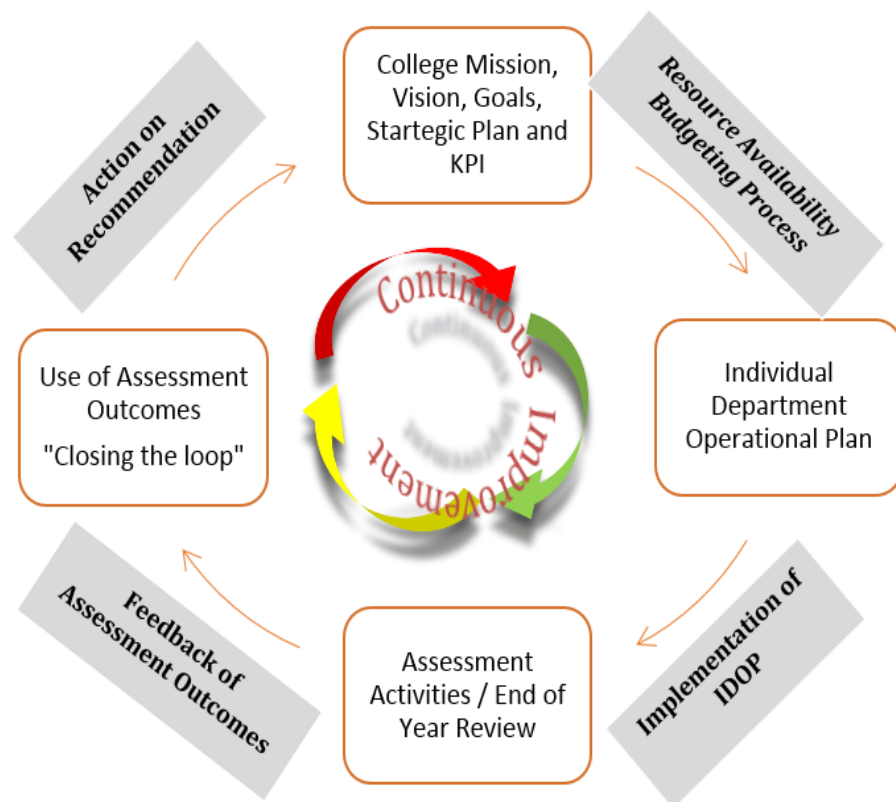 College Mission,
Vision, Goals,
Startegic Plan and
KPI
Resource Availability
Budgeting Process
Individual
Department
Operational Plan
Implementation of
IDOP
Assessment
Activities / End of
Year Review
Feedback of
Assessment Outcomes
Use of Assessment
Outcomes
"Closing the loop"
Action on
Recommendation
Continuous Improvement
Continuous Improvement